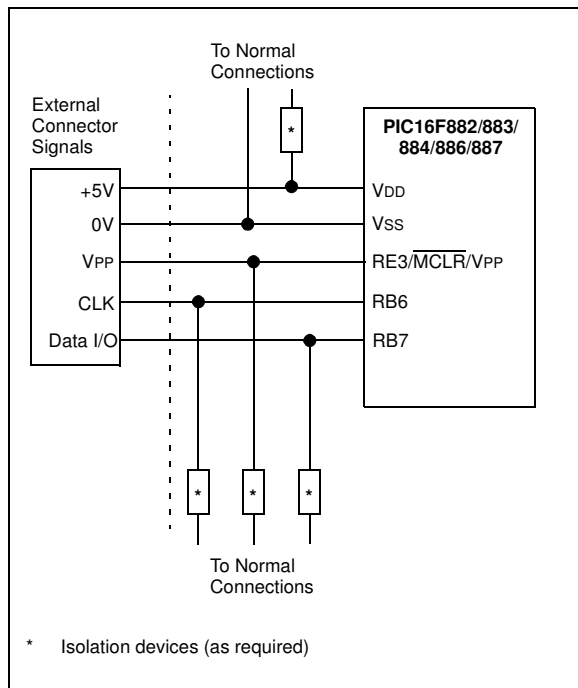 To Normal
Connections
External
Connector
Signals
*
PIC16F882/883/
884/886/887
+5V
VDD
0V
VSS
VPP
RE3/MCLR/VPP
CLK
RB6
Data I/O
RB7
* * *
To Normal
Connections
* Isolation devices (as required)